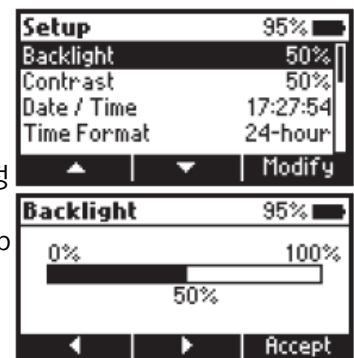 Setup 95%
Backlight 50%
Contrast 50%
Date / Time 17:27:54
Time Format 24-hour
Modify
Backlight 95%
0% 100%
50%
Accept